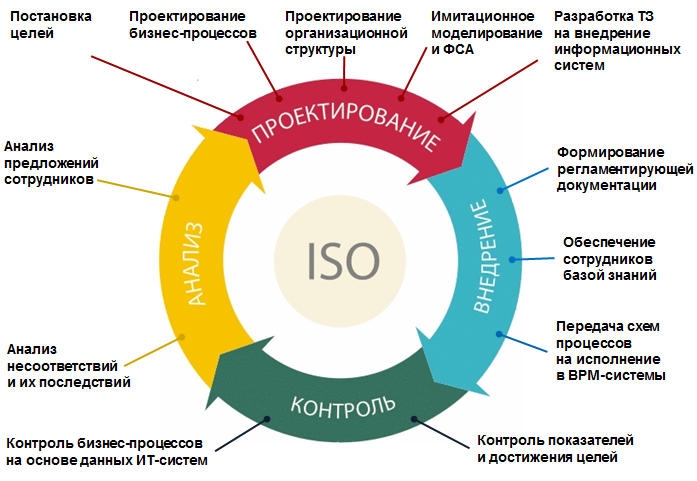 Постановка
целей
Проектирование
бизнес-процессов
Проектирование
организационной
структуры
Имитационное
моделирование
и ФСА
Разработка ТЗ
на внедрение
информационных
систем
ПРОЕКТИРОВАНИЕ
Формирование
регламентирующей
документации
Обеспечение
сотрудников
базой знаний
Передача схем
процессов
на исполнение
в BPM-системы
ВНЕДРЕНИЕ
Контроль показателей
и достижения целей
Контроль бизнес-процессов
на основе данных ИТ-систем
КОНТРОЛЬ
Анализ
несоответствий
и их последствий
Анализ
предложений
сотрудников
АНАЛИЗ
ISO